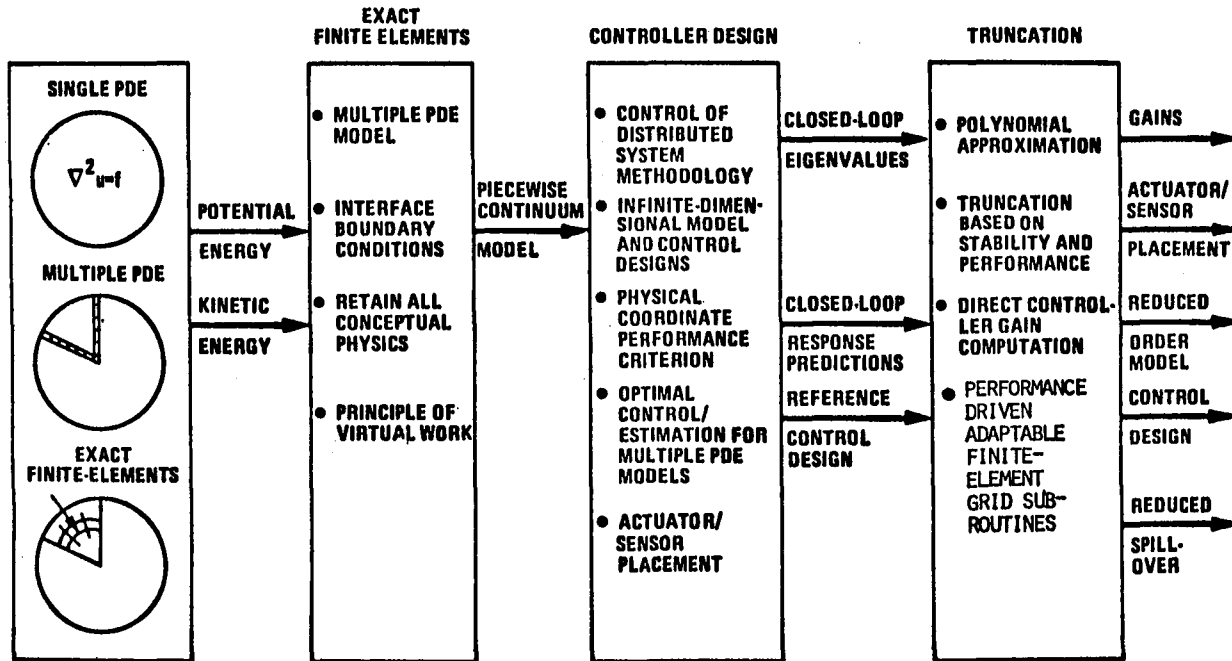 EXACT
FINITE ELEMENTS
CONTROLLER DESIGN
TRUNCATION
SINGLE PDE
∇² u=f
MULTIPLE PDE
EXACT
FINITE-ELEMENTS
POTENTIAL
ENERGY
KINETIC
ENERGY
● MULTIPLE PDE
MODEL
● INTERFACE
BOUNDARY
CONDITIONS
● RETAIN ALL
CONCEPTUAL
PHYSICS
● PRINCIPLE OF
VIRTUAL WORK
PIECEWISE
CONTINUUM
MODEL
● CONTROL OF
DISTRIBUTED
SYSTEM
METHODOLOGY
● INFINITE-DIMEN-
SIONAL MODEL
AND CONTROL
DESIGNS
● PHYSICAL
COORDINATE
PERFORMANCE
CRITERION
● OPTIMAL
CONTROL/
ESTIMATION FOR
MULTIPLE PDE
MODELS
● ACTUATOR/
SENSOR
PLACEMENT
CLOSED-LOOP
EIGENVALUES
CLOSED-LOOP
RESPONSE
PREDICTIONS
REFERENCE
CONTROL
DESIGN
● POLYNOMIAL
APPROXIMATION
● TRUNCATION
BASED ON
STABILITY AND
PERFORMANCE
● DIRECT CONTROL-
LER GAIN
COMPUTATION
● PERFORMANCE
DRIVEN
ADAPTABLE
FINITE-
ELEMENT
GRID SUB-
ROUTINES
GAINS
ACTUATOR/
SENSOR
PLACEMENT
REDUCED
ORDER
MODEL
CONTROL
DESIGN
REDUCED
SPILL-
OVER